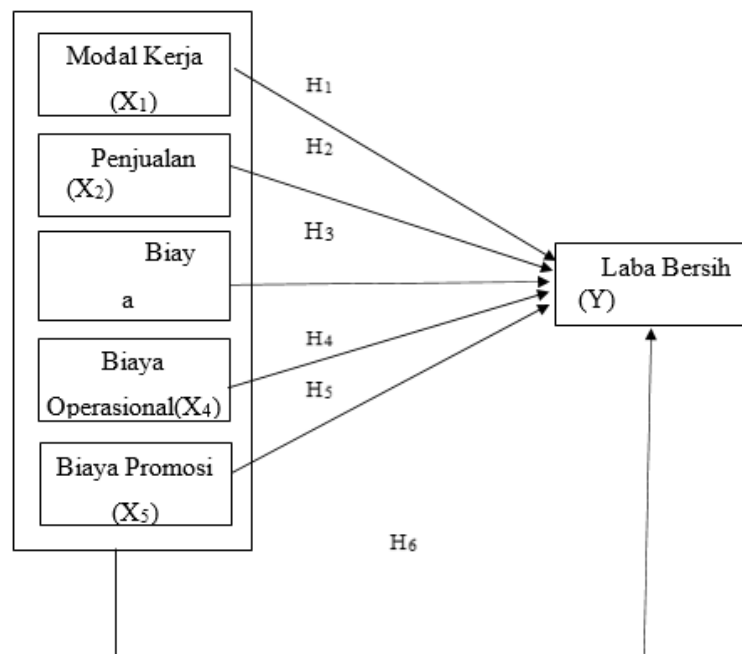 Modal Kerja
(X₁)
H₁
Penjualan
(X₂)
H₂
H₃
Biay
a
Laba Bersih
(Y)
Biaya
Operasional(X₄)
H₄
H₅
Biaya Promosi
(X₅)
H₆